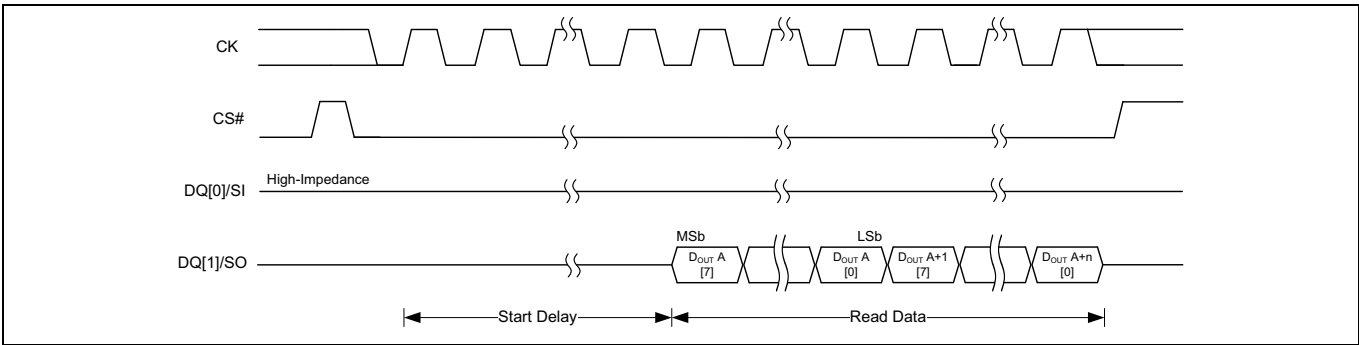 CK
CS#
DQ[0]/SI High-Impedance
DQ[1]/SO
MSb LSb
DOUT A DOUT A DOUT A+1 DOUT A+n
[7] [0] [7] [0]
Start Delay Read Data